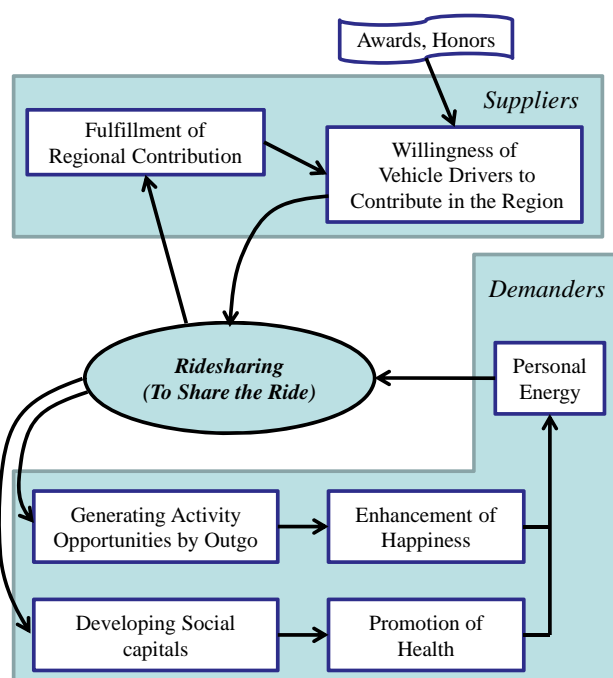 Awards, Honors
Suppliers
Fulfillment of
Regional Contribution
Willingness of
Vehicle Drivers to
Contribute in the Region
Demanders
Ridesharing
(To Share the Ride)
Personal
Energy
Generating Activity
Opportunities by Outgo
Enhancement of
Happiness
Developing Social
capitals
Promotion of
Health